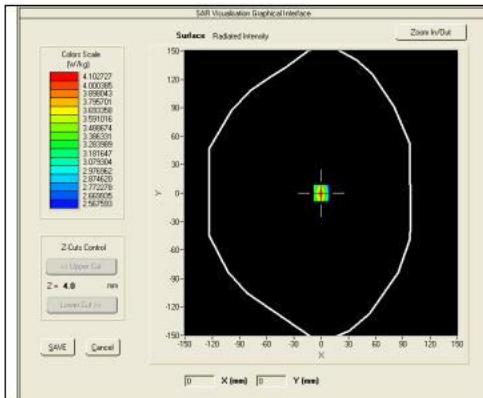 SAR Visualisation Graphical Interface
Surface Radiated Intensity
Zoom In/Out
Colors Scale
(W/kg)
4.102727
4.000385
3.898043
3.795701
3.693358
3.591016
3.488674
3.386331
3.283989
3.181647
3.079304
2.976962
2.874620
2.772278
2.669935
2.567593
Z-Cuts Control
<< Upper Cut
Z = 4.0 mm
Lower Cut >>
SAVE Cancel
150
120
90
60
30
0
-30
-60
-90
-120
-150
Y
-150 -120 -90 -60 -30 0 30 60 90 120 150
X
0 X (mm) 0 Y (mm)